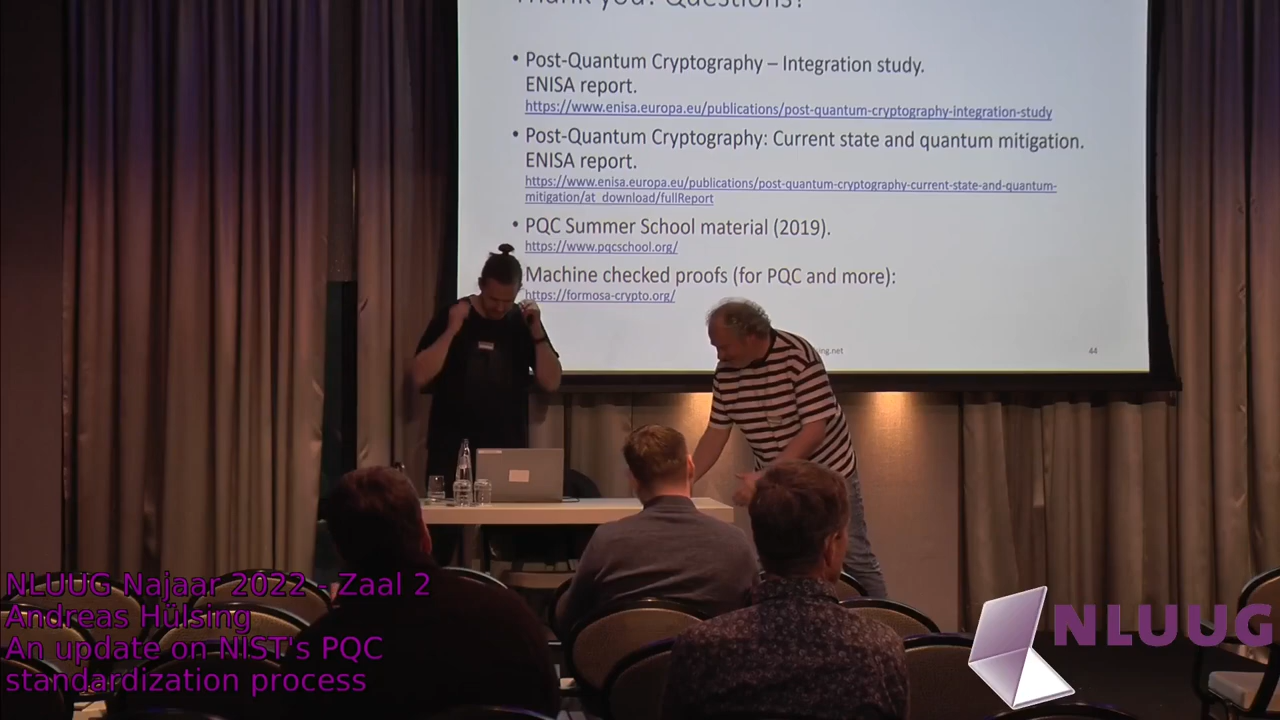 Thank you! Questions?
• Post-Quantum Cryptography – Integration study.
ENISA report.
https://www.enisa.europa.eu/publications/post-quantum-cryptography-integration-study
• Post-Quantum Cryptography: Current state and quantum mitigation.
ENISA report.
https://www.enisa.europa.eu/publications/post-quantum-cryptography-current-state-and-quantum-
mitigation/at_download/fullReport
• PQC Summer School material (2019).
https://www.pqcschool.org/
Machine checked proofs (for PQC and more):
https://formosa-crypto.org/
44
NLUUG Najaar 2022 - Zaal 2
Andreas Hülsing
An update on NIST's PQC
standardization process
NLUUG